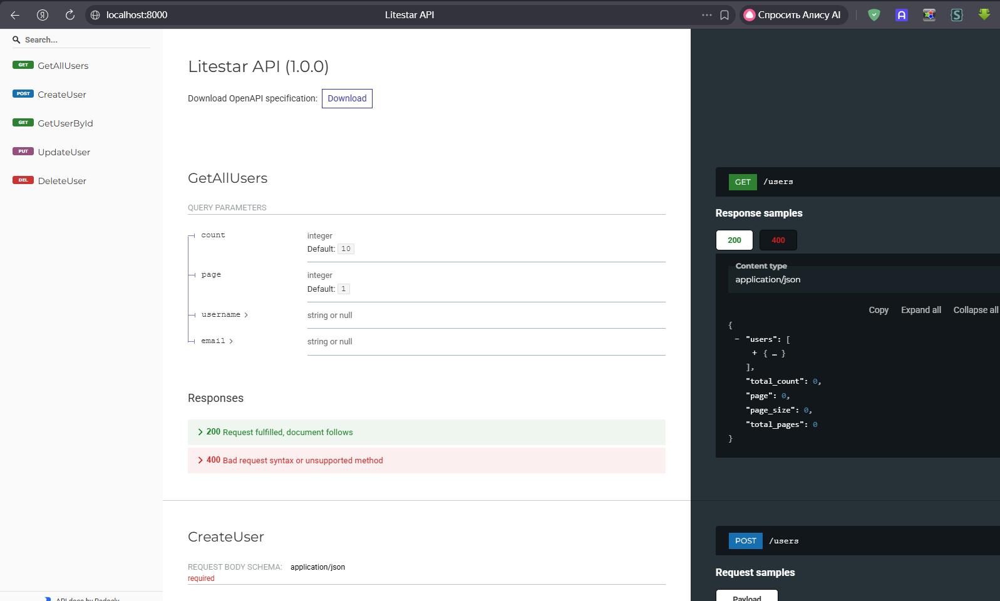 localhost:8000
Litestar API
Спросить Алису AI
Search...
GET GetAllUsers
POST CreateUser
GET GetUserById
PUT UpdateUser
DEL DeleteUser
API docs by Redocly
Litestar API (1.0.0)
Download OpenAPI specification: Download
GetAllUsers
QUERY PARAMETERS
count
integer
Default: 10
page
integer
Default: 1
username
string or null
email
string or null
Responses
200 Request fulfilled, document follows
400 Bad request syntax or unsupported method
CreateUser
REQUEST BODY SCHEMA: application/json
required
GET /users
Response samples
200 400
Content type
application/json
Copy Expand all Collapse all
{
− "users": [
+ { … }
],
"total_count": 0,
"page": 0,
"page_size": 0,
"total_pages": 0
}
POST /users
Request samples
Payload